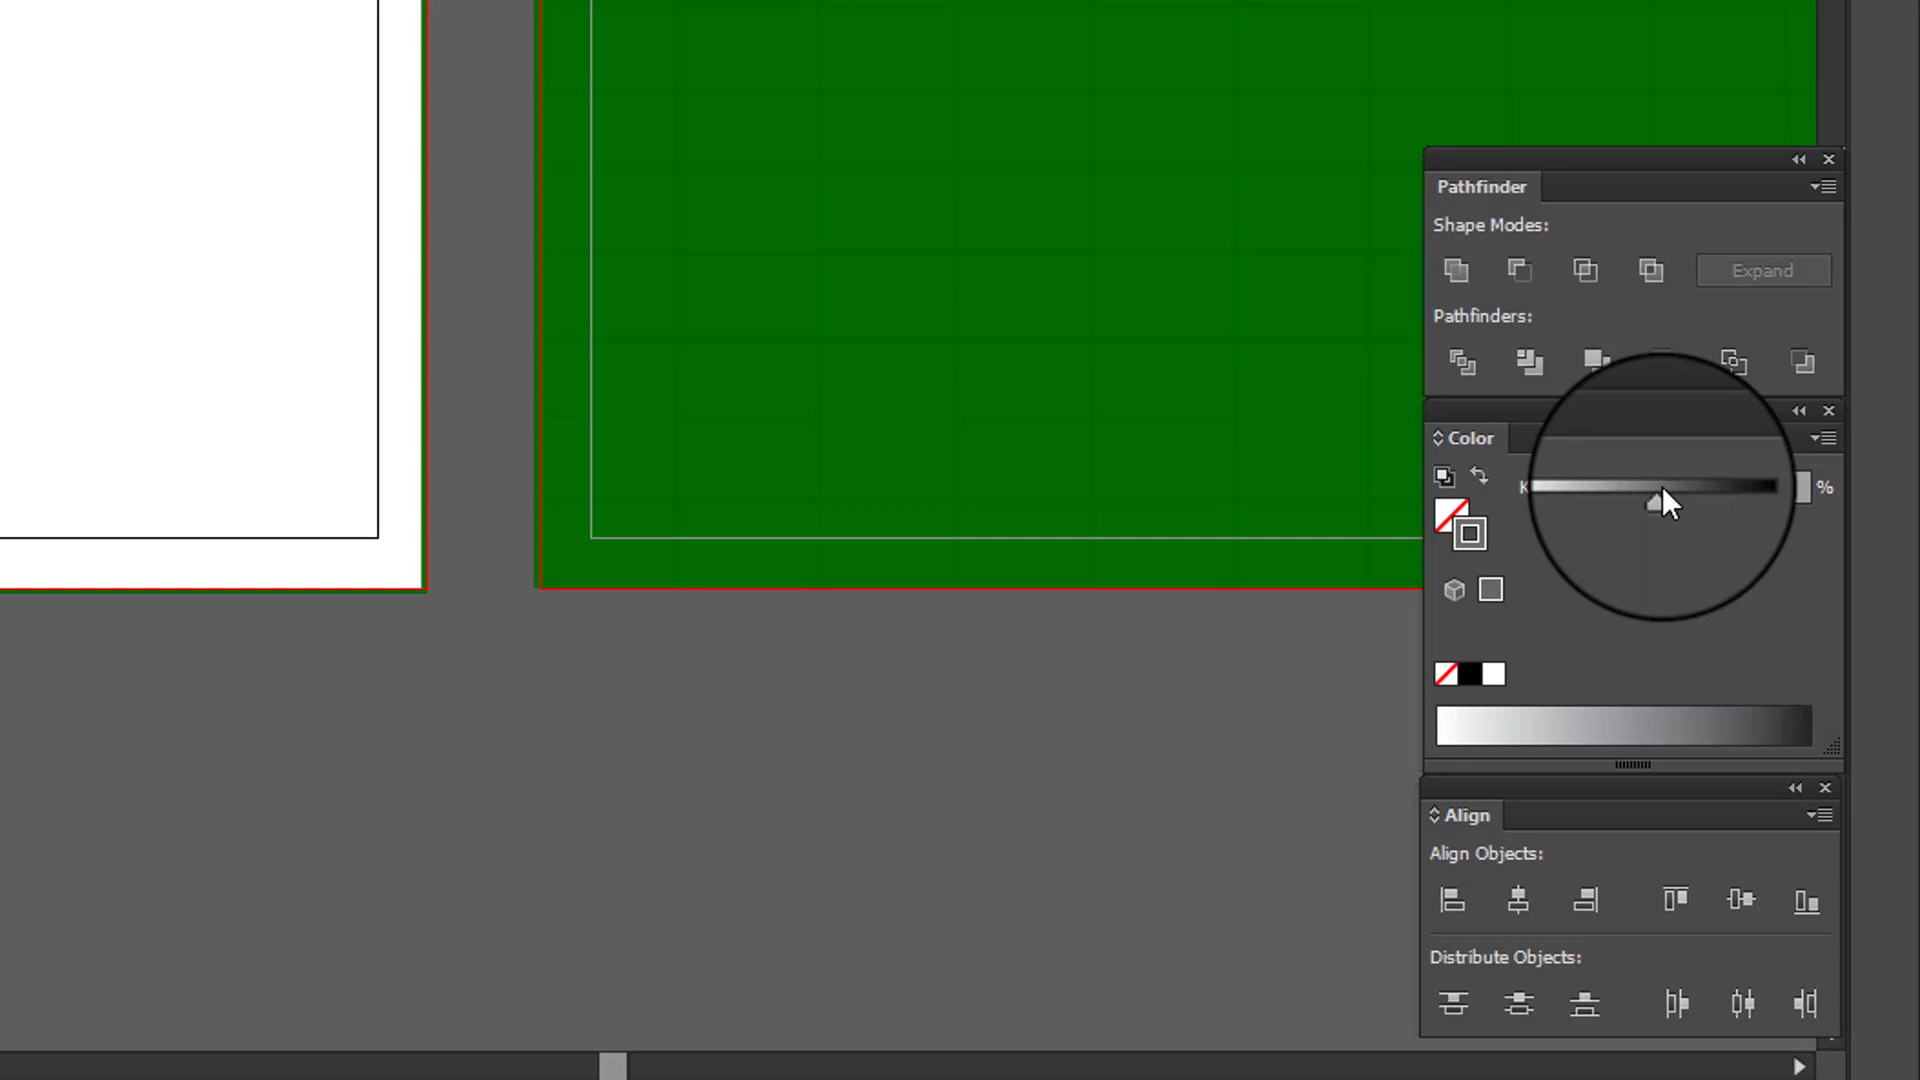 Pathfinder
Shape Modes:
Expand
Pathfinders:
Color
K
%
Align
Align Objects:
Distribute Objects: